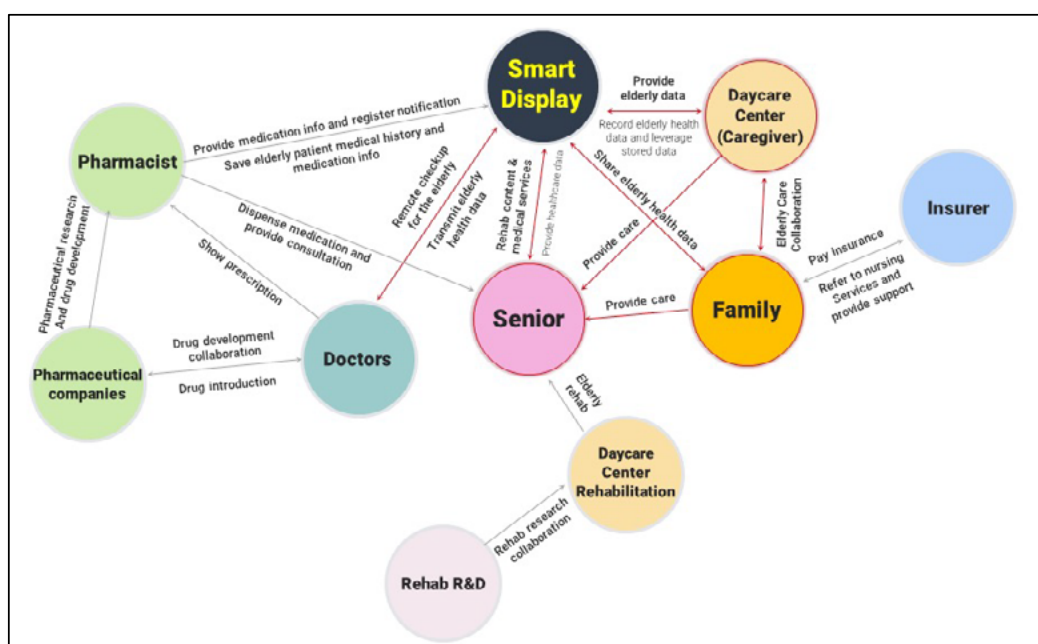 Smart
Display
Provide
elderly data
Daycare
Center
(Caregiver)
Record elderly health
data and leverage
stored data
Pharmacist
Provide medication info and register notification
Save elderly patient medical history and
medication info
Remote checkup
for the elderly
Transmit elderly
health data
Rehab content &
medical services
Provide healthcare data
Share elderly health data
Elderly Care
Collaboration
Insurer
Pay insurance
Refer to nursing
Services and
provide support
Dispense medication and
provide consultation
Provide care
Pharmaceutical research
And drug development
Show prescription
Senior
Provide care
Family
Drug development
collaboration
Drug introduction
Doctors
Pharmaceutical
companies
Elderly
rehab
Daycare
Center
Rehabilitation
Rehab research
collaboration
Rehab R&D